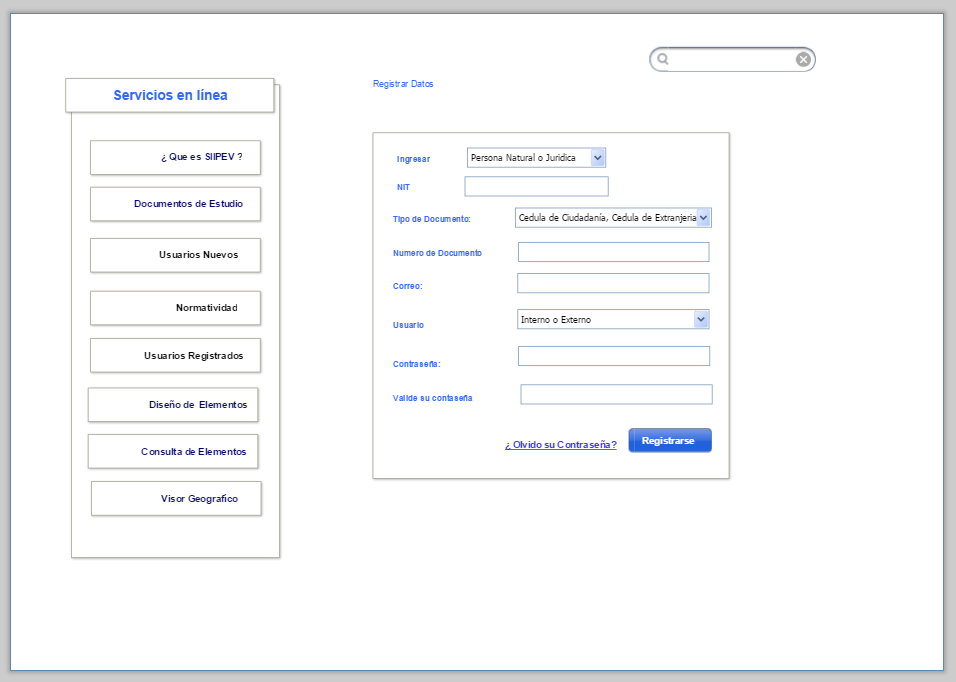 Servicios en línea
¿ Que es SIIPEV ?
Documentos de Estudio
Usuarios Nuevos
Normatividad
Usuarios Registrados
Diseño de Elementos
Consulta de Elementos
Visor Geografico
Registrar Datos
Ingresar
Persona Natural o Juridica
NIT
Tipo de Documento:
Cedula de Ciudadanía, Cedula de Extranjeria
Numero de Documento
Correo:
Usuario
Interno o Externo
Contraseña:
Valide su contaseña
¿ Olvido su Contraseña?
Registrarse